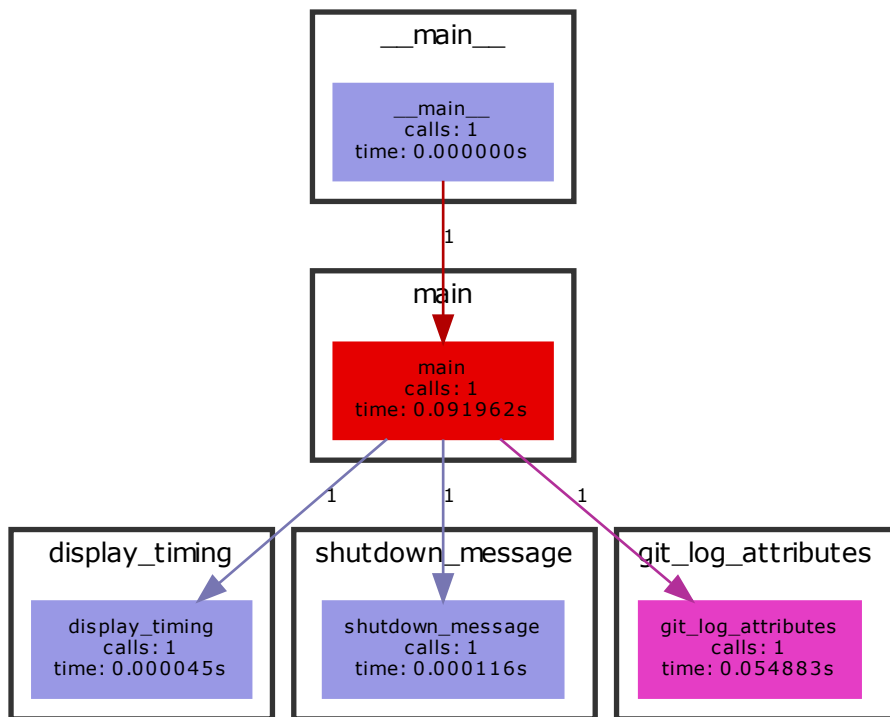 __main__
__main__
calls: 1
time: 0.000000s
1
main
main
calls: 1
time: 0.091962s
1
1
1
display_timing
display_timing
calls: 1
time: 0.000045s
shutdown_message
shutdown_message
calls: 1
time: 0.000116s
git_log_attributes
git_log_attributes
calls: 1
time: 0.054883s